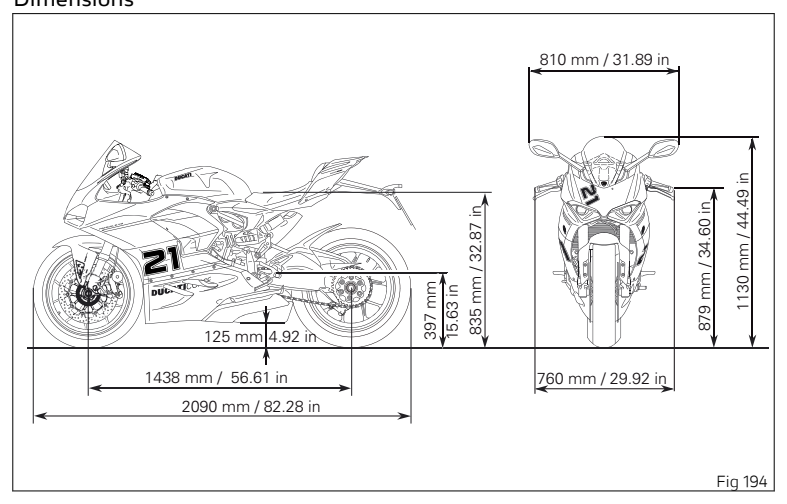 Dimensions
810 mm / 31.89 in
DUCATI
21
21
DUCATI
125 mm 4.92 in
397 mm
15.63 in
835 mm / 32.87 in
879 mm / 34.60 in
1130 mm / 44.49 in
1438 mm / 56.61 in
760 mm / 29.92 in
2090 mm / 82.28 in
Fig 194